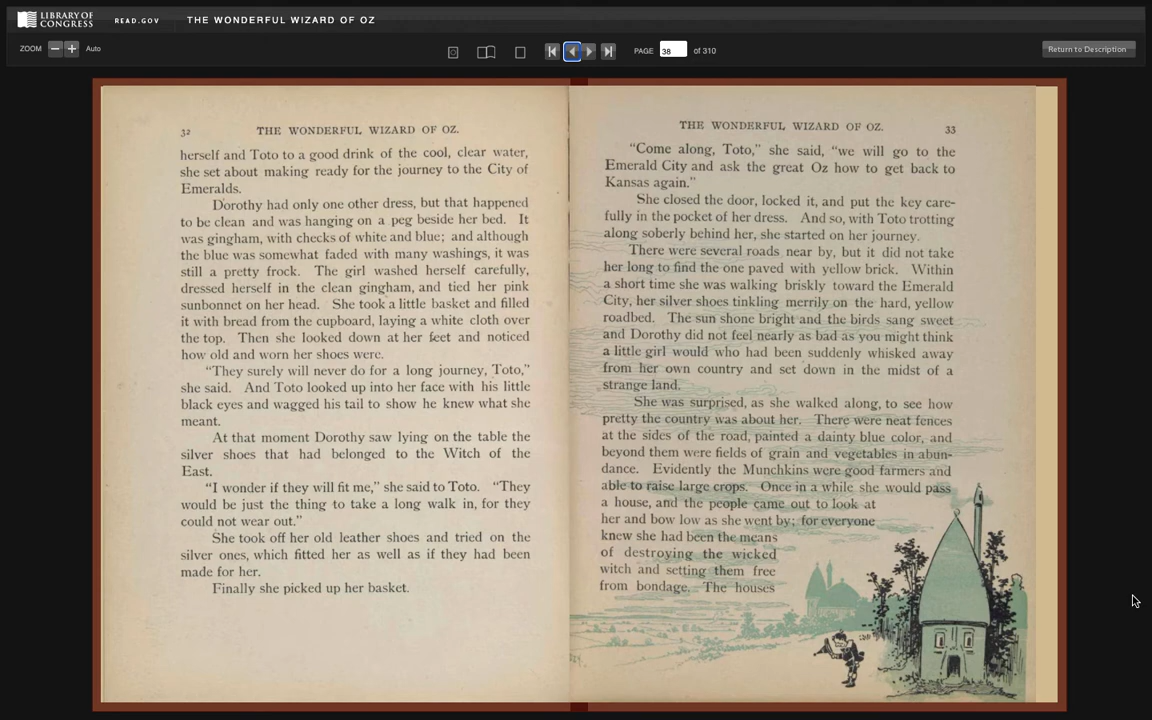 LIBRARY OF CONGRESS
READ.GOV
THE WONDERFUL WIZARD OF OZ
ZOOM
Auto
PAGE 38 of 310
Return to Description
32 THE WONDERFUL WIZARD OF OZ.
herself and Toto to a good drink of the cool, clear water,
she set about making ready for the journey to the City of
Emeralds.
Dorothy had only one other dress, but that happened
to be clean and was hanging on a peg beside her bed. It
was gingham, with checks of white and blue; and although
the blue was somewhat faded with many washings, it was
still a pretty frock. The girl washed herself carefully,
dressed herself in the clean gingham, and tied her pink
sunbonnet on her head. She took a little basket and filled
it with bread from the cupboard, laying a white cloth over
the top. Then she looked down at her feet and noticed
how old and worn her shoes were.
“They surely will never do for a long journey, Toto,”
she said. And Toto looked up into her face with his little
black eyes and wagged his tail to show he knew what she
meant.
At that moment Dorothy saw lying on the table the
silver shoes that had belonged to the Witch of the
East.
“I wonder if they will fit me,” she said to Toto. “They
would be just the thing to take a long walk in, for they
could not wear out.”
She took off her old leather shoes and tried on the
silver ones, which fitted her as well as if they had been
made for her.
Finally she picked up her basket.
THE WONDERFUL WIZARD OF OZ. 33
“Come along, Toto,” she said, “we will go to the
Emerald City and ask the great Oz how to get back to
Kansas again.”
She closed the door, locked it, and put the key care-
fully in the pocket of her dress. And so, with Toto trotting
along soberly behind her, she started on her journey.
There were several roads near by, but it did not take
her long to find the one paved with yellow brick. Within
a short time she was walking briskly toward the Emerald
City, her silver shoes tinkling merrily on the hard, yellow
roadbed. The sun shone bright and the birds sang sweet
and Dorothy did not feel nearly as bad as you might think
a little girl would who had been suddenly whisked away
from her own country and set down in the midst of a
strange land.
She was surprised, as she walked along, to see how
pretty the country was about her. There were neat fences
at the sides of the road, painted a dainty blue color, and
beyond them were fields of grain and vegetables in abun-
dance. Evidently the Munchkins were good farmers and
able to raise large crops. Once in a while she would pass
a house, and the people came out to look at
her and bow low as she went by; for everyone
knew she had been the means
of destroying the wicked
witch and setting them free
from bondage. The houses